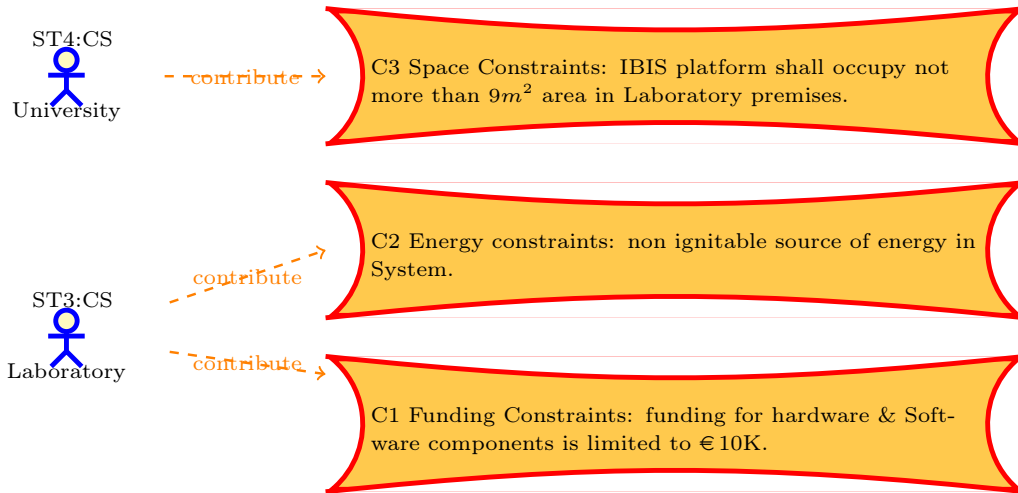 ST4:CS
University
contribute
C3 Space Constraints: IBIS platform shall occupy not
more than 9m² area in Laboratory premises.
contribute
C2 Energy constraints: non ignitable source of energy in
System.
ST3:CS
Laboratory
contribute
C1 Funding Constraints: funding for hardware & Soft-
ware components is limited to €10K.